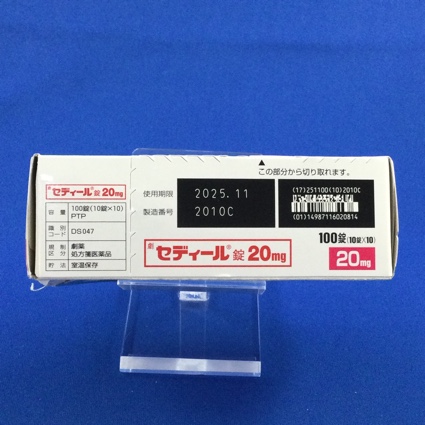 劇 セディール®錠20mg
容量 100錠(10錠×10) PTP
識別コード DS047
規制区分 劇薬 処方箋医薬品
貯法 室温保存
▲
この部分から切り取れます。
使用期限 2025.11
製造番号 2010C
(17)251100(10)2010C
(01)14987116020814
劇 セディール®錠 20mg
100錠(10錠×10)
20mg